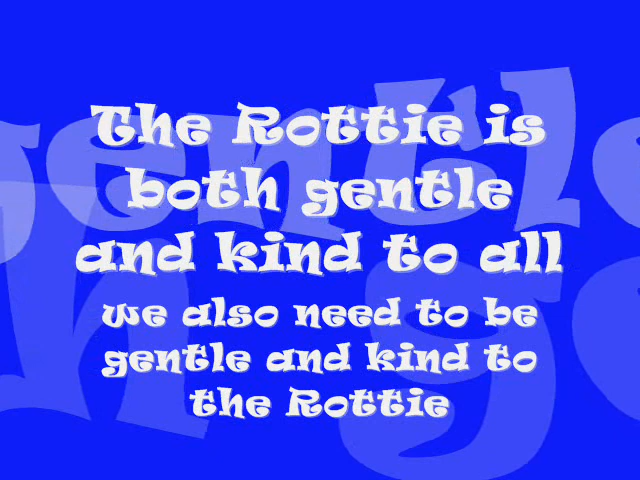 The Rottie is
both gentle
and kind to all
we also need to be
gentle and kind to
the Rottie